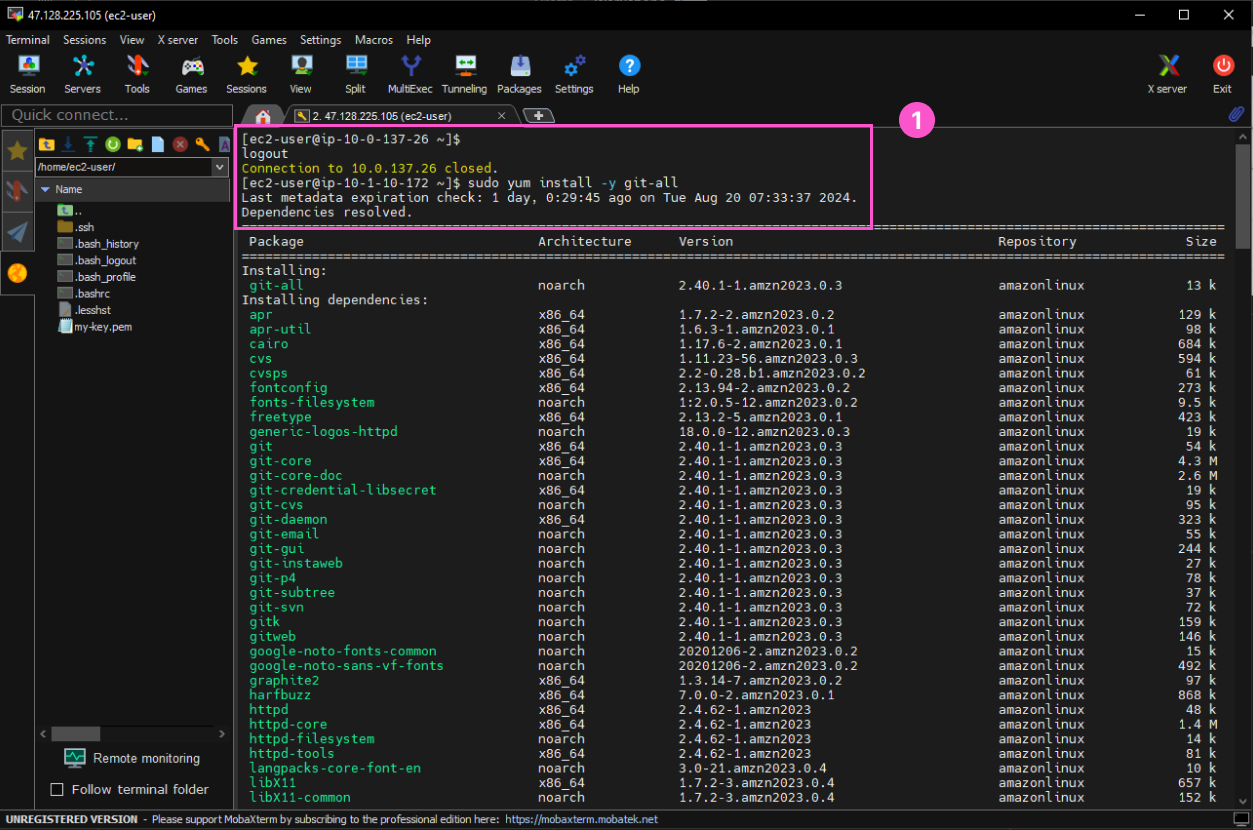 47.128.225.105 (ec2-user)
Terminal Sessions View X server Tools Games Settings Macros Help
Session Servers Tools Games Sessions View Split MultiExec Tunneling Packages Settings Help X server Exit
Quick connect...
2. 47.128.225.105 (ec2-user)
1
/home/ec2-user/
Name
..
.ssh
.bash_history
.bash_logout
.bash_profile
.bashrc
.lesshst
my-key.pem
Remote monitoring
Follow terminal folder
[ec2-user@ip-10-0-137-26 ~]$
logout
Connection to 10.0.137.26 closed.
[ec2-user@ip-10-1-10-172 ~]$ sudo yum install -y git-all
Last metadata expiration check: 1 day, 0:29:45 ago on Tue Aug 20 07:33:37 2024.
Dependencies resolved.
Package Architecture Version Repository Size
Installing:
git-all noarch 2.40.1-1.amzn2023.0.3 amazonlinux 13 k
Installing dependencies:
apr x86_64 1.7.2-2.amzn2023.0.2 amazonlinux 129 k
apr-util x86_64 1.6.3-1.amzn2023.0.1 amazonlinux 98 k
cairo x86_64 1.17.6-2.amzn2023.0.1 amazonlinux 684 k
cvs x86_64 1.11.23-56.amzn2023.0.3 amazonlinux 594 k
cvsps x86_64 2.2-0.28.b1.amzn2023.0.2 amazonlinux 61 k
fontconfig x86_64 2.13.94-2.amzn2023.0.2 amazonlinux 273 k
fonts-filesystem noarch 1:2.0.5-12.amzn2023.0.2 amazonlinux 9.5 k
freetype x86_64 2.13.2-5.amzn2023.0.1 amazonlinux 423 k
generic-logos-httpd noarch 18.0.0-12.amzn2023.0.3 amazonlinux 19 k
git x86_64 2.40.1-1.amzn2023.0.3 amazonlinux 54 k
git-core x86_64 2.40.1-1.amzn2023.0.3 amazonlinux 4.3 M
git-core-doc noarch 2.40.1-1.amzn2023.0.3 amazonlinux 2.6 M
git-credential-libsecret x86_64 2.40.1-1.amzn2023.0.3 amazonlinux 19 k
git-cvs noarch 2.40.1-1.amzn2023.0.3 amazonlinux 95 k
git-daemon x86_64 2.40.1-1.amzn2023.0.3 amazonlinux 323 k
git-email noarch 2.40.1-1.amzn2023.0.3 amazonlinux 55 k
git-gui noarch 2.40.1-1.amzn2023.0.3 amazonlinux 244 k
git-instaweb noarch 2.40.1-1.amzn2023.0.3 amazonlinux 27 k
git-p4 noarch 2.40.1-1.amzn2023.0.3 amazonlinux 78 k
git-subtree noarch 2.40.1-1.amzn2023.0.3 amazonlinux 37 k
git-svn noarch 2.40.1-1.amzn2023.0.3 amazonlinux 72 k
gitk noarch 2.40.1-1.amzn2023.0.3 amazonlinux 159 k
gitweb noarch 2.40.1-1.amzn2023.0.3 amazonlinux 146 k
google-noto-fonts-common noarch 20201206-2.amzn2023.0.2 amazonlinux 15 k
google-noto-sans-vf-fonts noarch 20201206-2.amzn2023.0.2 amazonlinux 492 k
graphite2 x86_64 1.3.14-7.amzn2023.0.2 amazonlinux 97 k
harfbuzz x86_64 7.0.0-2.amzn2023.0.1 amazonlinux 868 k
httpd x86_64 2.4.62-1.amzn2023 amazonlinux 48 k
httpd-core x86_64 2.4.62-1.amzn2023 amazonlinux 1.4 M
httpd-filesystem noarch 2.4.62-1.amzn2023 amazonlinux 14 k
httpd-tools x86_64 2.4.62-1.amzn2023 amazonlinux 81 k
langpacks-core-font-en noarch 3.0-21.amzn2023.0.4 amazonlinux 10 k
libX11 x86_64 1.7.2-3.amzn2023.0.4 amazonlinux 657 k
libX11-common noarch 1.7.2-3.amzn2023.0.4 amazonlinux 152 k
UNREGISTERED VERSION - Please support MobaXterm by subscribing to the professional edition here: https://mobaxterm.mobatek.net